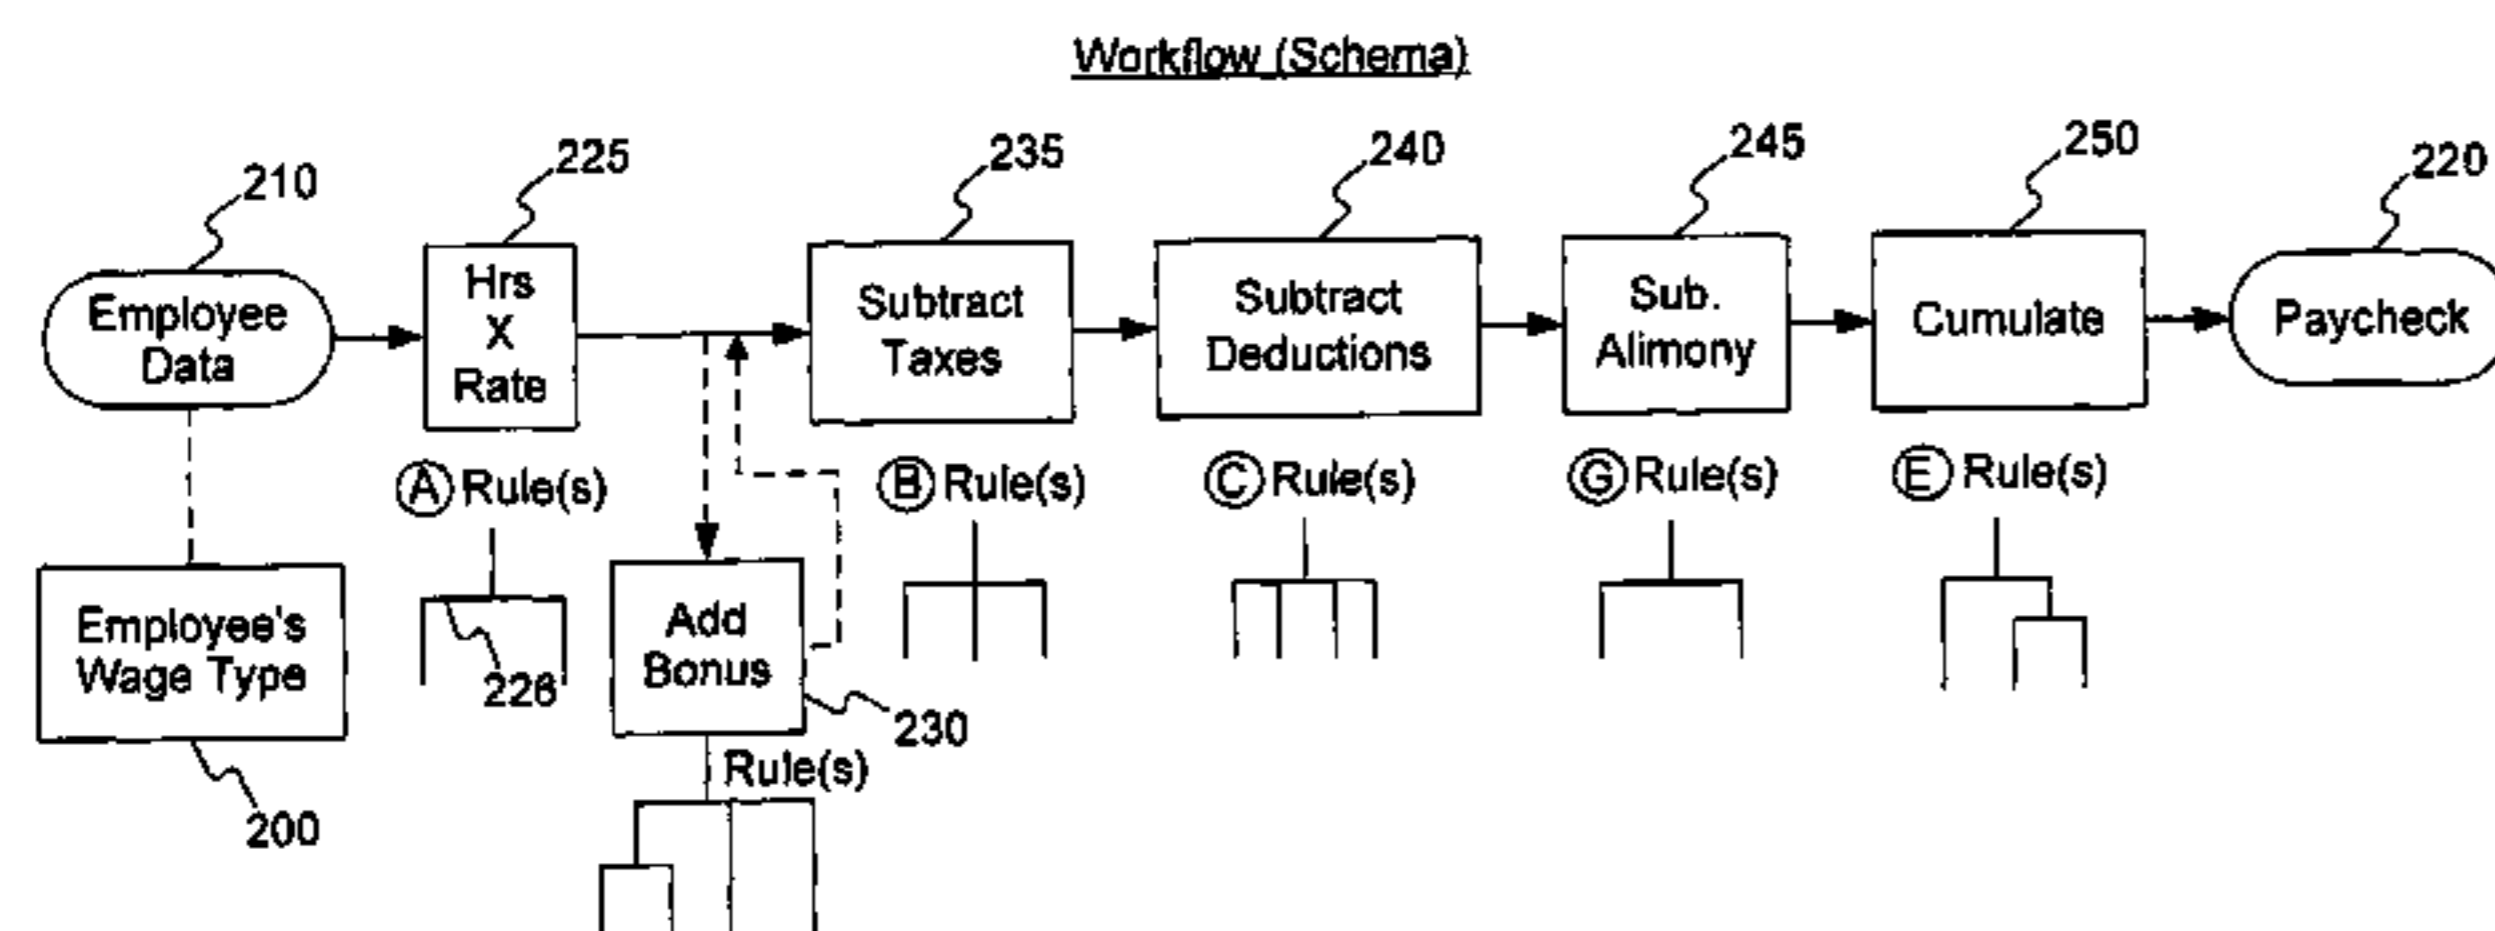 Workflow (Schema)
210
225
235
240
245
250
220
Employee
Data
Hrs
X
Rate
Subtract
Taxes
Subtract
Deductions
Sub.
Alimony
Cumulate
Paycheck
A Rule(s)
B Rule(s)
C Rule(s)
G Rule(s)
E Rule(s)
Employee's
Wage Type
226
Add
Bonus
230
Rule(s)
200